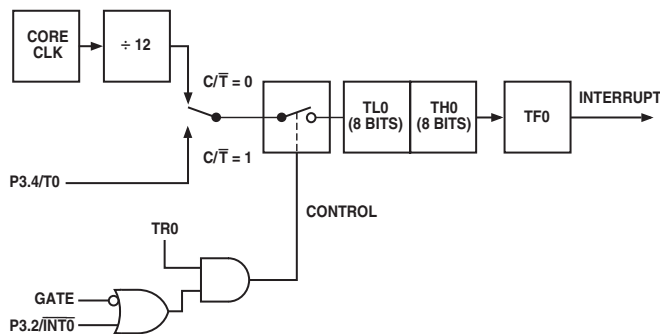 CORE
CLK
÷ 12
C/T̅ = 0
TL0
(8 BITS)
TH0
(8 BITS)
TF0
INTERRUPT
C/T̅ = 1
P3.4/T0
CONTROL
TR0
GATE
P3.2/I̅N̅T̅0̅